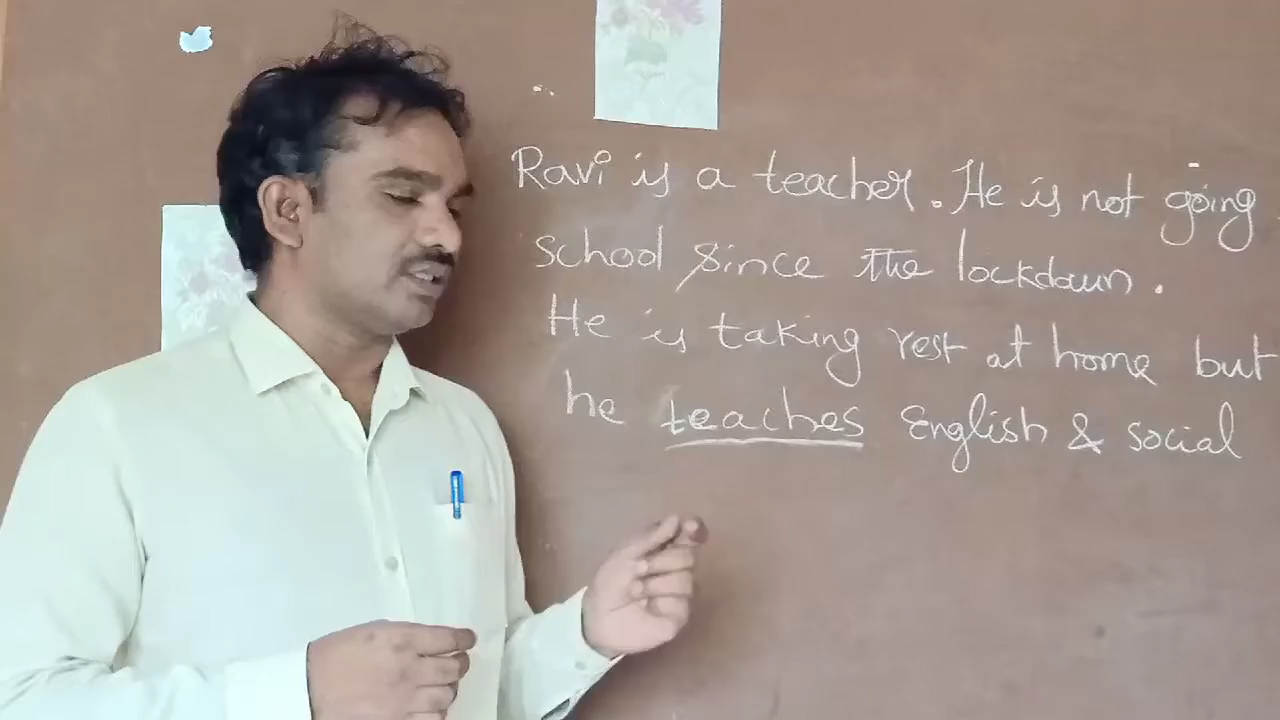 Ravi is a teacher. He is not going
school since the lockdown.
He is taking rest at home but
he teaches English & social